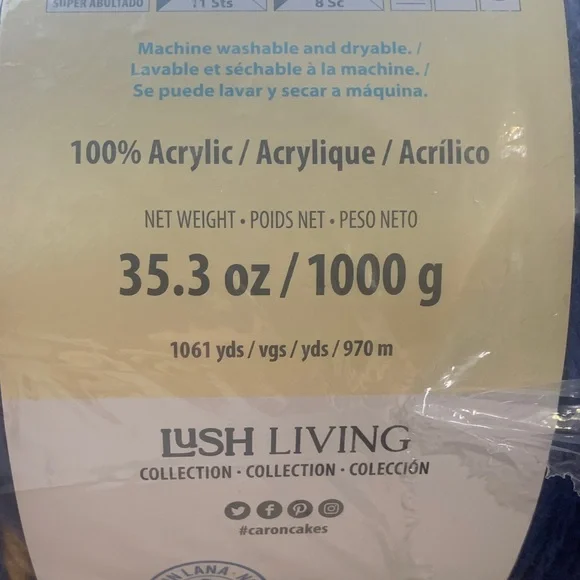 SUPER ABULTADO
11 Sts
8 Sc
Machine washable and dryable. /
Lavable et séchable à la machine. /
Se puede lavar y secar a máquina.
100% Acrylic / Acrylique / Acrílico
NET WEIGHT • POIDS NET • PESO NETO
35.3 oz / 1000 g
1061 yds / vgs / yds / 970 m
LUSH LIVING
COLLECTION • COLLECTION • COLECCIÓN
#caroncakes
LANA